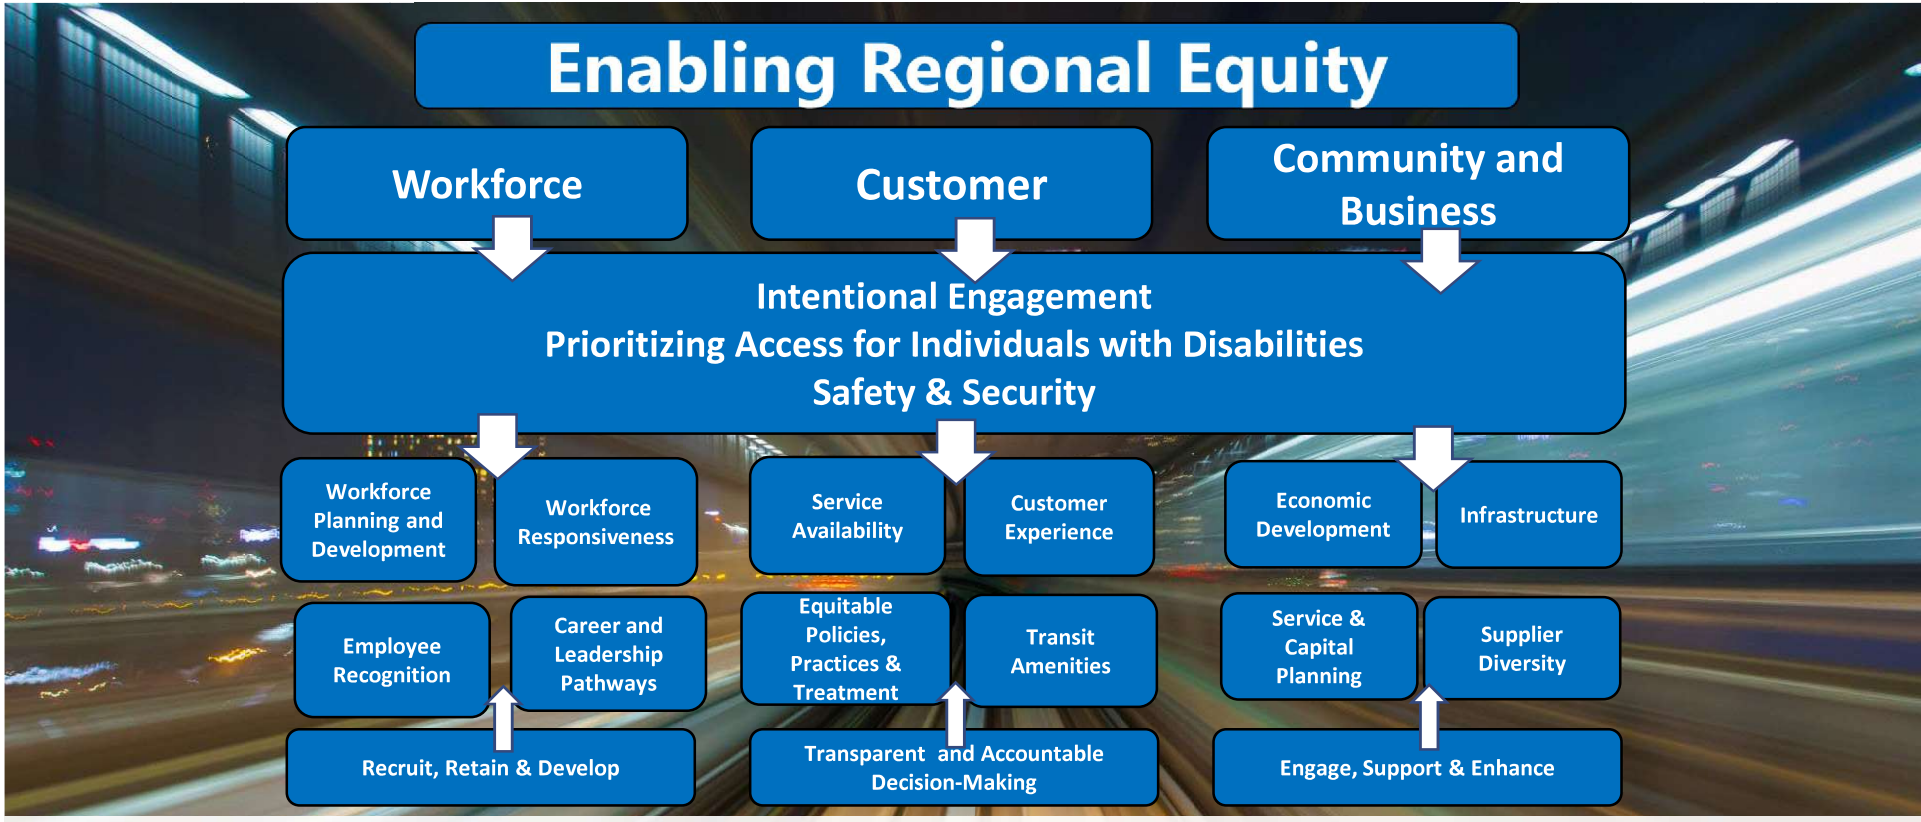 Enabling Regional Equity
Workforce
Customer
Community and
Business
Intentional Engagement
Prioritizing Access for Individuals with Disabilities
Safety & Security
Workforce
Planning and
Development
Workforce
Responsiveness
Service
Availability
Customer
Experience
Economic
Development
Infrastructure
Employee
Recognition
Career and
Leadership
Pathways
Equitable
Policies,
Practices &
Treatment
Transit
Amenities
Service &
Capital
Planning
Supplier
Diversity
Recruit, Retain & Develop
Transparent and Accountable
Decision-Making
Engage, Support & Enhance